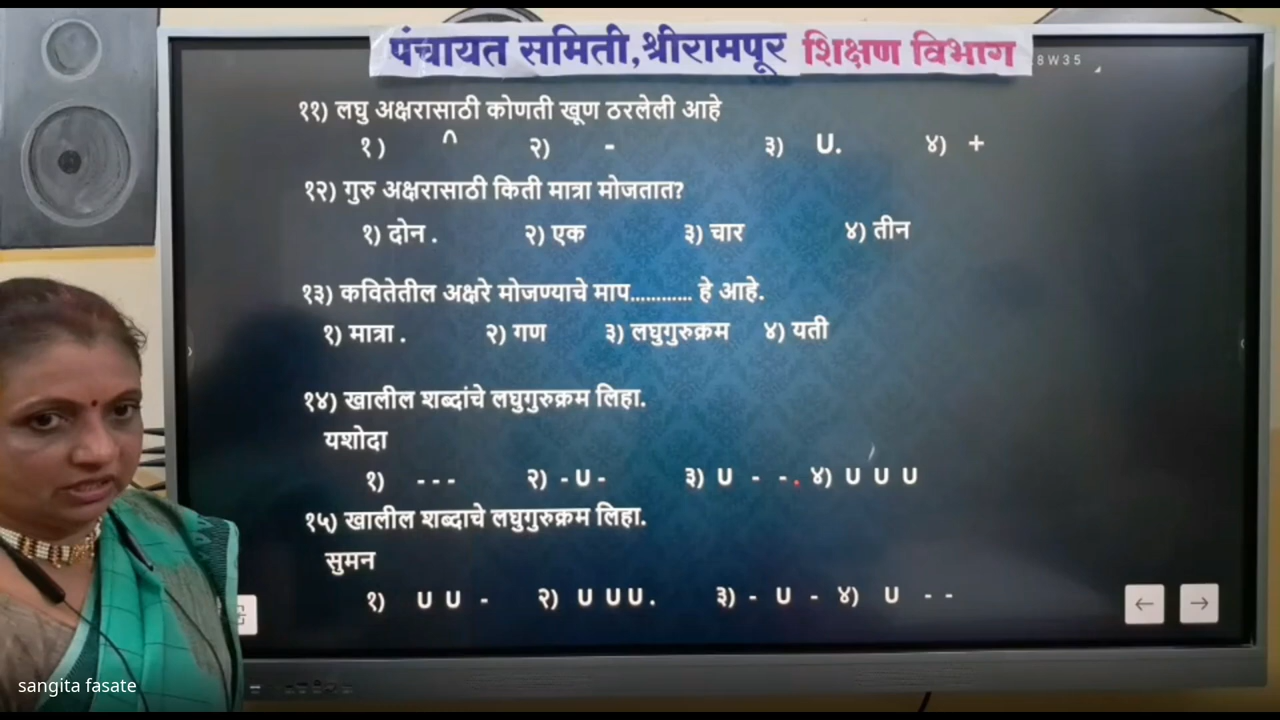 पंचायत समिती,श्रीरामपूर शिक्षण विभाग
8W35
११) लघु अक्षरासाठी कोणती खूण ठरलेली आहे
१) ∩ २) - ३) U. ४) +
१२) गुरु अक्षरासाठी किती मात्रा मोजतात?
१) दोन . २) एक ३) चार ४) तीन
१३) कवितेतील अक्षरे मोजण्याचे माप............ हे आहे.
१) मात्रा . २) गण ३) लघुगुरुक्रम ४) यती
१४) खालील शब्दांचे लघुगुरुक्रम लिहा.
यशोदा
१) - - - २) - U - ३) U - - . ४) U U U
१५) खालील शब्दाचे लघुगुरुक्रम लिहा.
सुमन
१) U U - २) U U U . ३) - U - ४) U - -
sangita fasate